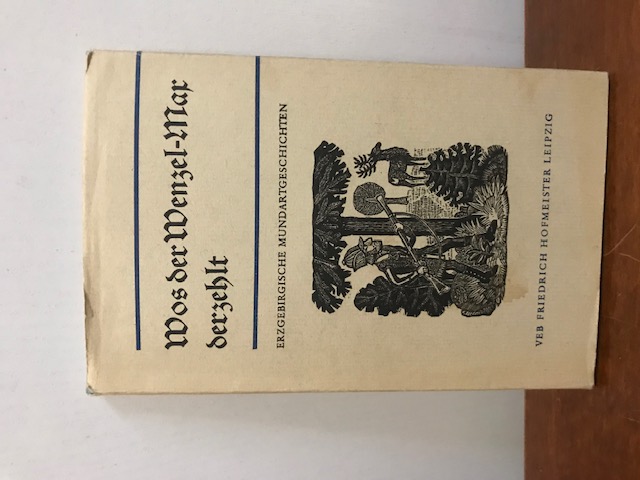 Wos der Wenzel-Max
derzehlt
ERZGEBIRGISCHE MUNDARTGESCHICHTEN
VEB FRIEDRICH HOFMEISTER LEIPZIG